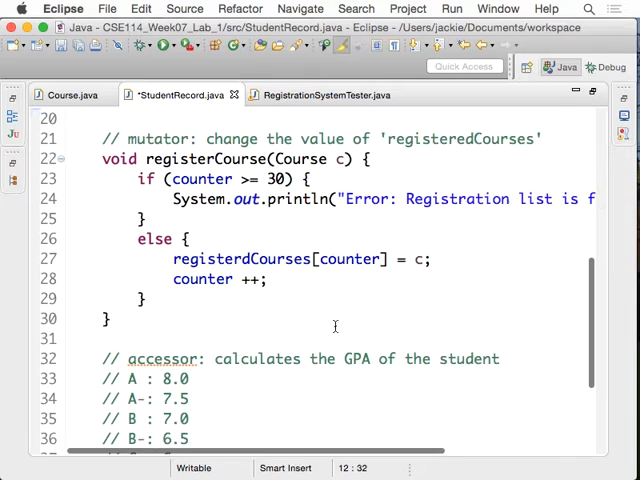 Eclipse File Edit Source Refactor Navigate Search Project Run Window Help
Java - CSE114_Week07_Lab_1/src/StudentRecord.java - Eclipse - /Users/jackie/Documents/workspace
Quick Access Java Debug
Course.java *StudentRecord.java RegistrationSystemTester.java
20
21 // mutator: change the value of 'registeredCourses'
22 void registerCourse(Course c) {
23 if (counter >= 30) {
24 System.out.println("Error: Registration list is f
25 }
26 else {
27 registerdCourses[counter] = c;
28 counter ++;
29 }
30 }
31
32 // accessor: calculates the GPA of the student
33 // A : 8.0
34 // A-: 7.5
35 // B : 7.0
36 // B-: 6.5
Writable Smart Insert 12 : 32